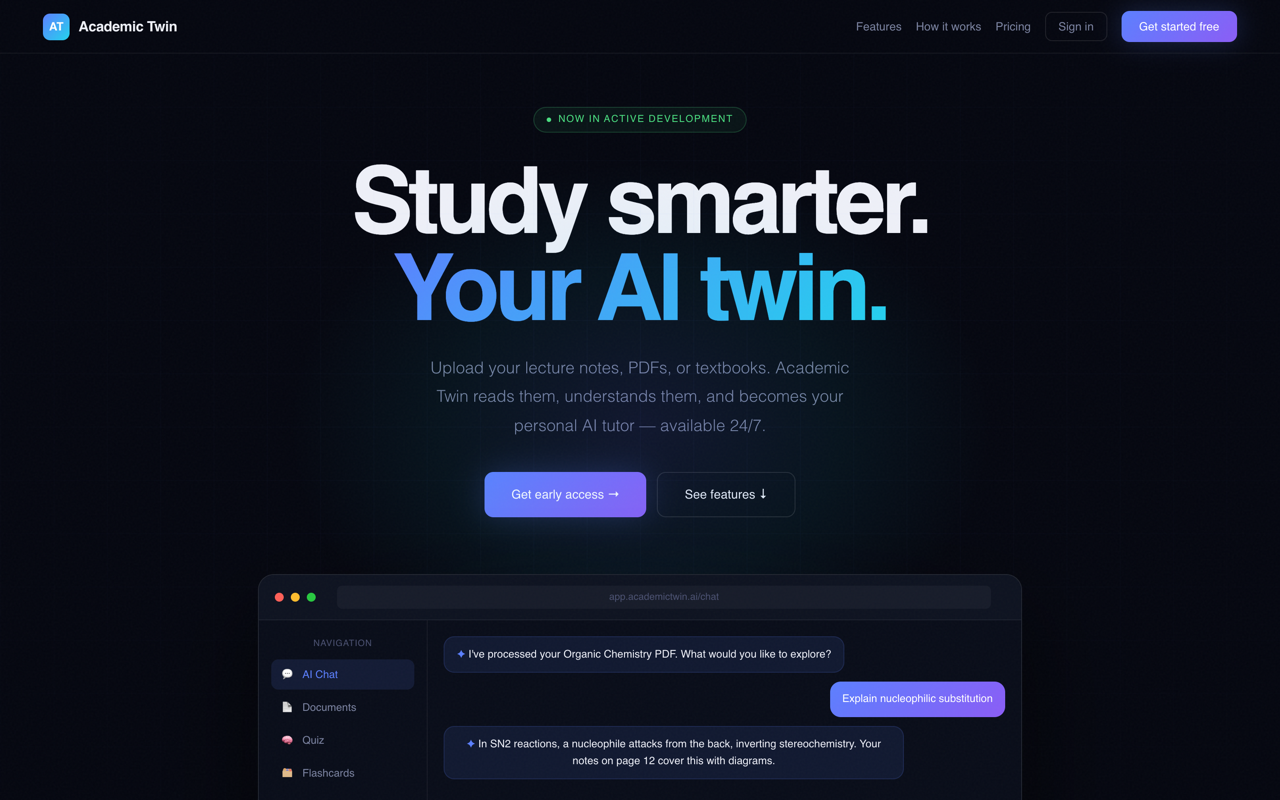 AT Academic Twin
Features How it works Pricing Sign in Get started free
NOW IN ACTIVE DEVELOPMENT
Study smarter.
Your AI twin.
Upload your lecture notes, PDFs, or textbooks. Academic
Twin reads them, understands them, and becomes your
personal AI tutor — available 24/7.
Get early access →
See features ↓
app.academictwin.ai/chat
NAVIGATION
AI Chat
Documents
Quiz
Flashcards
✦ I've processed your Organic Chemistry PDF. What would you like to explore?
Explain nucleophilic substitution
✦ In SN2 reactions, a nucleophile attacks from the back, inverting stereochemistry. Your
notes on page 12 cover this with diagrams.